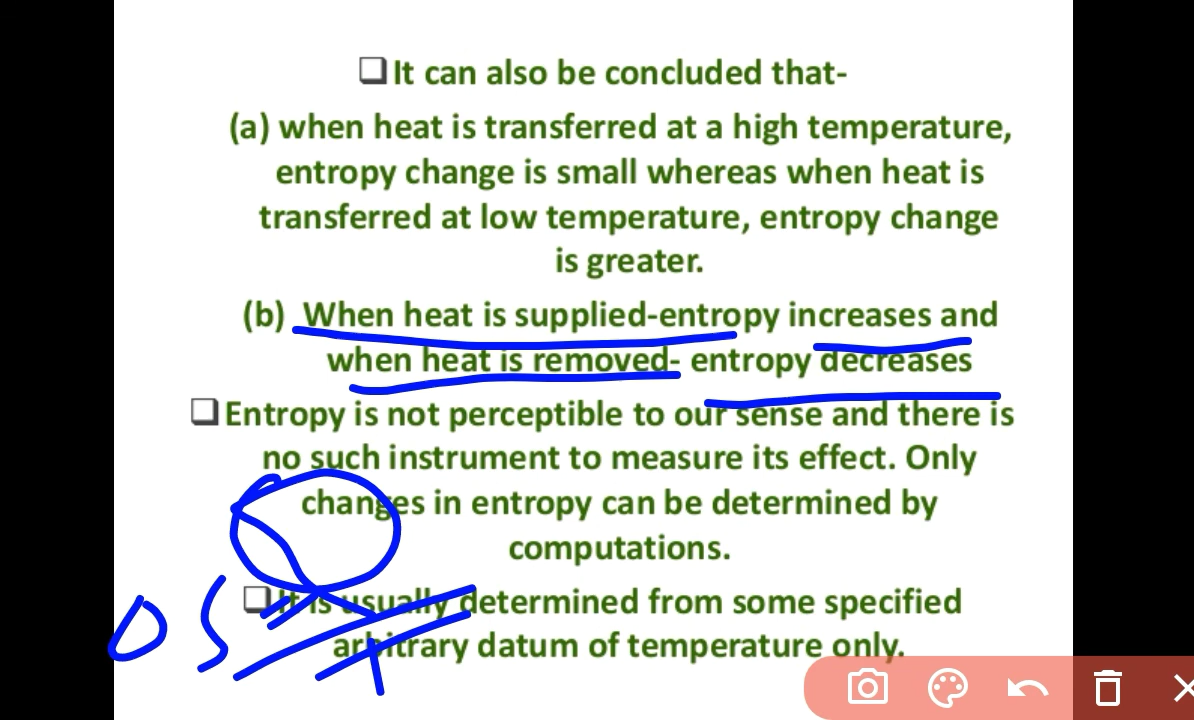 It can also be concluded that-
(a) when heat is transferred at a high temperature,
entropy change is small whereas when heat is
transferred at low temperature, entropy change
is greater.
(b) When heat is supplied-entropy increases and
when heat is removed- entropy decreases
Entropy is not perceptible to our sense and there is
no such instrument to measure its effect. Only
changes in entropy can be determined by
computations.
It is usually determined from some specified
arbitrary datum of temperature only.